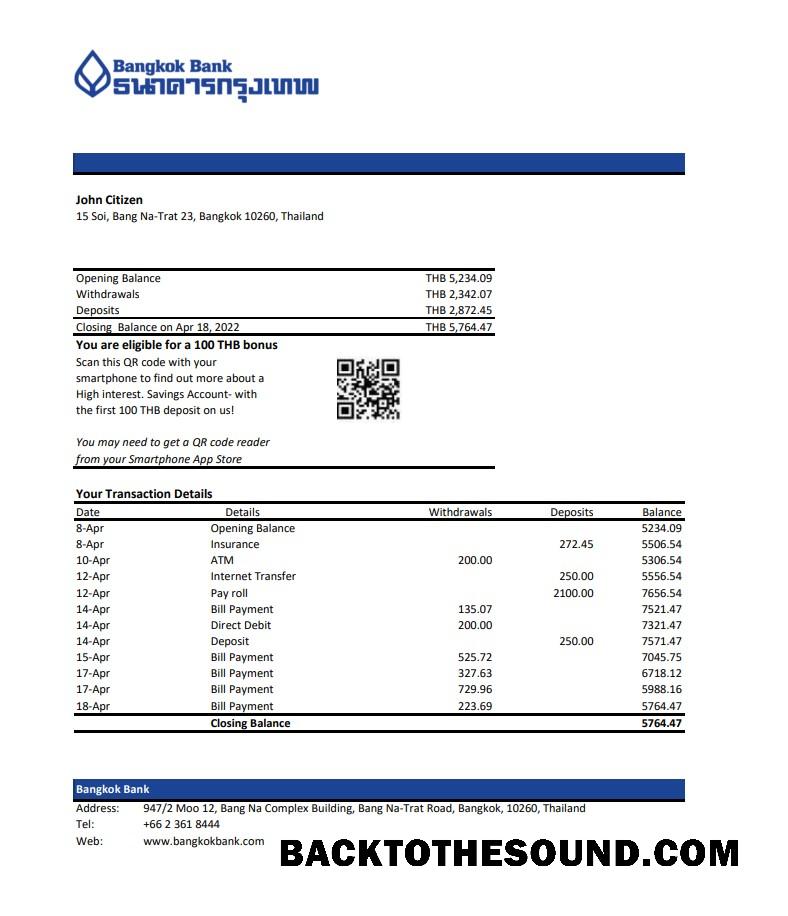 Bangkok Bank
ธนาคารกรุงเทพ
John Citizen
15 Soi, Bang Na-Trat 23, Bangkok 10260, Thailand
Opening Balance THB 5,234.09
Withdrawals THB 2,342.07
Deposits THB 2,872.45
Closing Balance on Apr 18, 2022 THB 5,764.47
You are eligible for a 100 THB bonus
Scan this QR code with your
smartphone to find out more about a
High interest. Savings Account- with
the first 100 THB deposit on us!
You may need to get a QR code reader
from your Smartphone App Store
Your Transaction Details
Date Details Withdrawals Deposits Balance
8-Apr Opening Balance 5234.09
8-Apr Insurance 272.45 5506.54
10-Apr ATM 200.00 5306.54
12-Apr Internet Transfer 250.00 5556.54
12-Apr Pay roll 2100.00 7656.54
14-Apr Bill Payment 135.07 7521.47
14-Apr Direct Debit 200.00 7321.47
14-Apr Deposit 250.00 7571.47
15-Apr Bill Payment 525.72 7045.75
17-Apr Bill Payment 327.63 6718.12
17-Apr Bill Payment 729.96 5988.16
18-Apr Bill Payment 223.69 5764.47
Closing Balance 5764.47
Bangkok Bank
Address: 947/2 Moo 12, Bang Na Complex Building, Bang Na-Trat Road, Bangkok, 10260, Thailand
Tel: +66 2 361 8444
Web: www.bangkokbank.com
BACKTOTHESOUND.COM